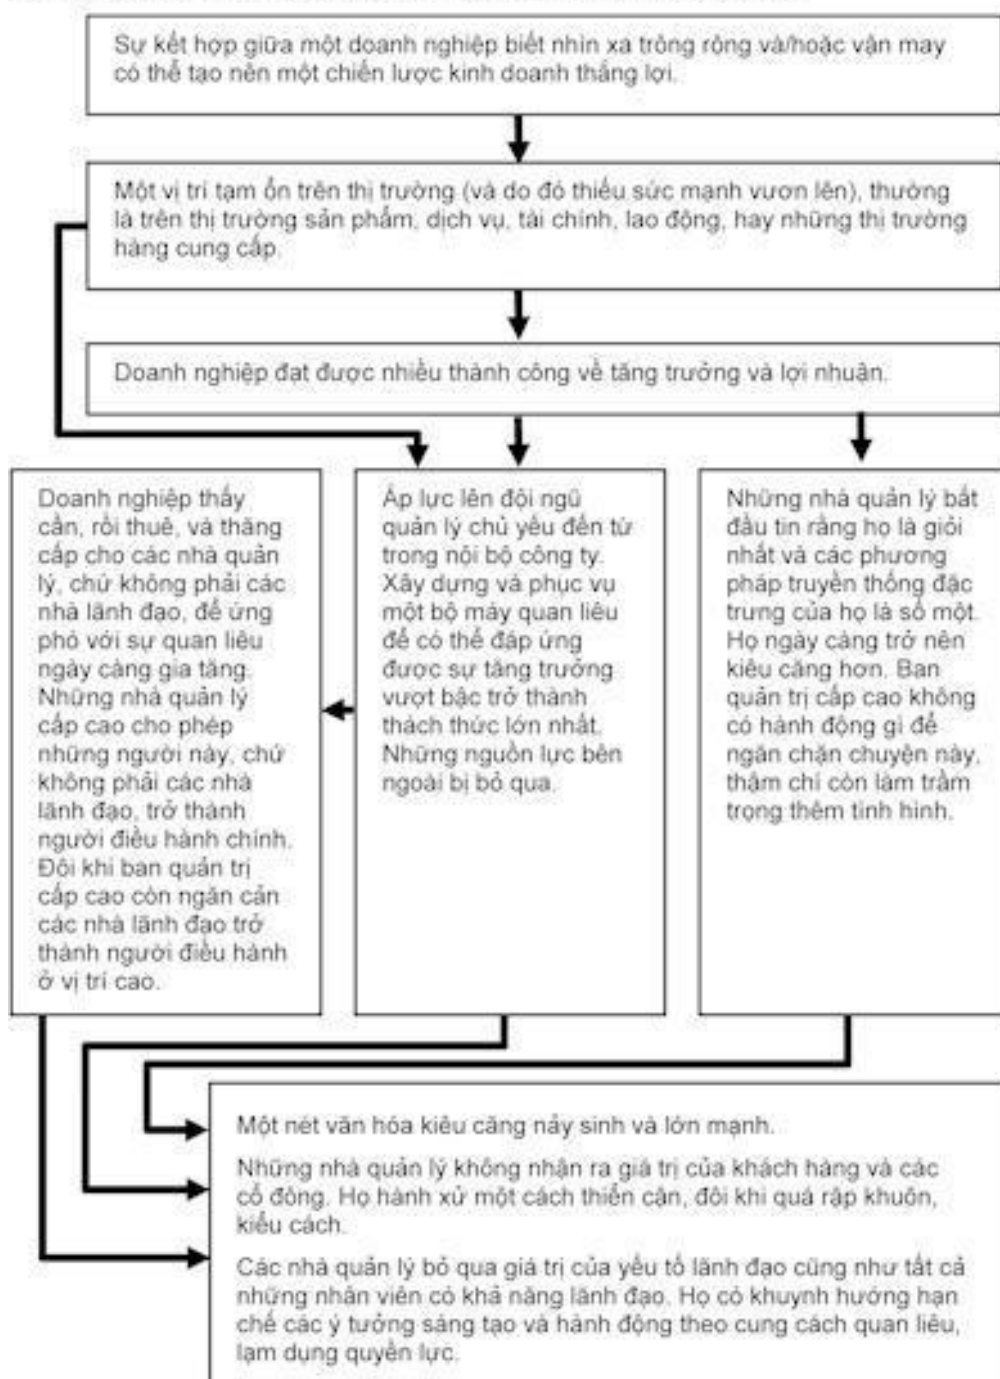 Sự kết hợp giữa một doanh nghiệp biết nhìn xa trông rộng và/hoặc vận may
có thể tạo nên một chiến lược kinh doanh thắng lợi.
Một vị trí tạm ổn trên thị trường (và do đó thiếu sức mạnh vươn lên), thường
là trên thị trường sản phẩm, dịch vụ, tài chính, lao động, hay những thị trường
hàng cung cấp.
Doanh nghiệp đạt được nhiều thành công về tăng trưởng và lợi nhuận.
Doanh nghiệp thấy
cần, rồi thuê, và thăng
cấp cho các nhà quản
lý, chứ không phải các
nhà lãnh đạo, để ứng
phó với sự quan liêu
ngày càng gia tăng.
Những nhà quản lý
cấp cao cho phép
những người này, chứ
không phải các nhà
lãnh đạo, trở thành
người điều hành chính.
Đôi khi ban quản trị
cấp cao còn ngăn cản
các nhà lãnh đạo trở
thành người điều hành
ở vị trí cao.
Áp lực lên đội ngũ
quản lý chủ yếu đến từ
trong nội bộ công ty.
Xây dựng và phục vụ
một bộ máy quan liêu
để có thể đáp ứng
được sự tăng trưởng
vượt bậc trở thành
thách thức lớn nhất.
Những nguồn lực bên
ngoài bị bỏ qua.
Những nhà quản lý bắt
đầu tin rằng họ là giỏi
nhất và các phương
pháp truyền thống đặc
trưng của họ là số một.
Họ ngày càng trở nên
kiêu căng hơn. Ban
quản trị cấp cao không
có hành động gì để
ngăn chặn chuyện này,
thậm chí còn làm trầm
trọng thêm tình hình.
Một nét văn hóa kiêu căng nảy sinh và lớn mạnh.
Những nhà quản lý không nhận ra giá trị của khách hàng và các
cổ đông. Họ hành xử một cách thiển cận, đôi khi quá rập khuôn,
kiểu cách.
Các nhà quản lý bỏ qua giá trị của yếu tố lãnh đạo cũng như tất cả
những nhân viên có khả năng lãnh đạo. Họ có khuynh hướng hạn
chế các ý tưởng sáng tạo và hành động theo cung cách quan liêu,
lạm dụng quyền lực.